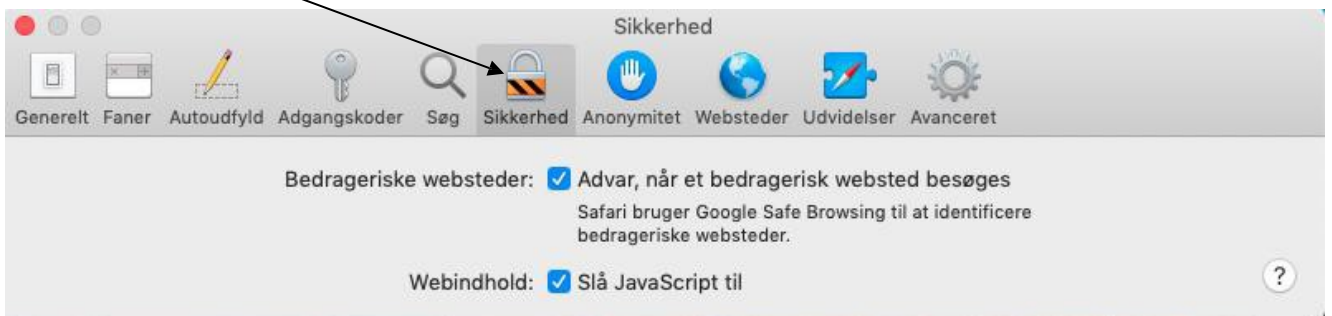 Sikkerhed
Generelt Faner Autoudfyld Adgangskoder Søg Sikkerhed Anonymitet Websteder Udvidelser Avanceret
Bedrageriske websteder: Advar, når et bedragerisk websted besøges
Safari bruger Google Safe Browsing til at identificere
bedrageriske websteder.
Webindhold: Slå JavaScript til ?